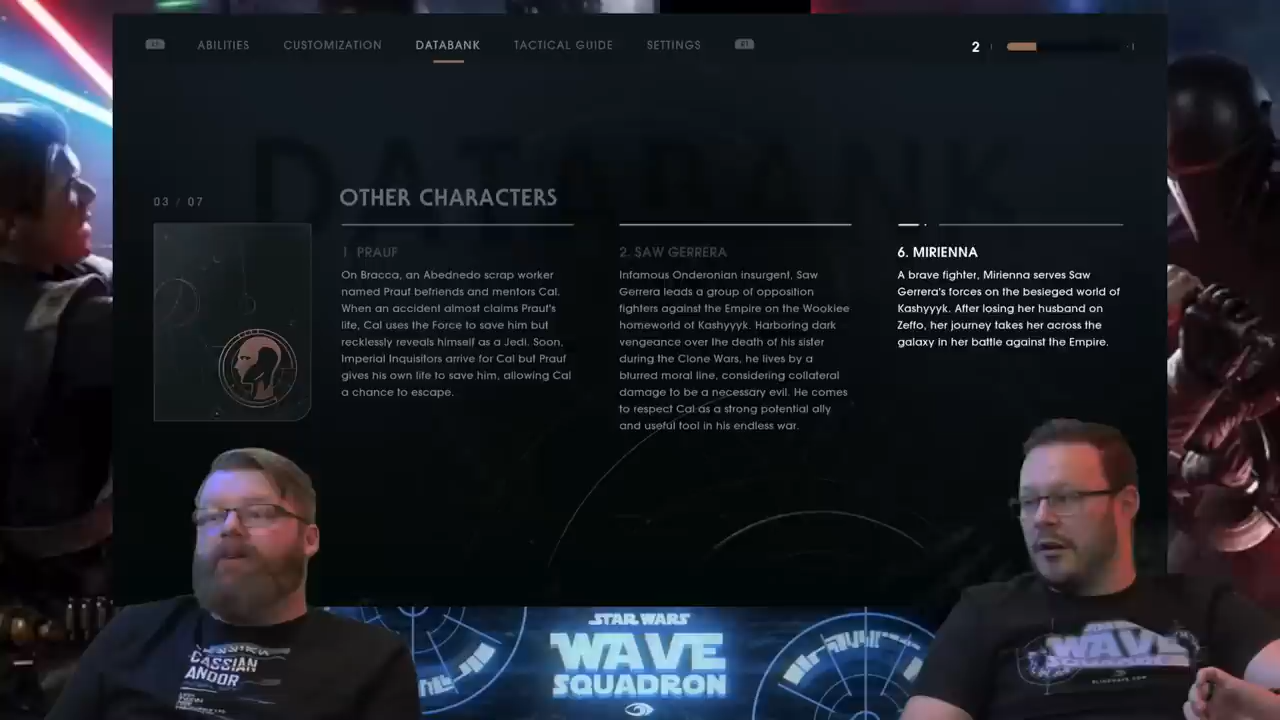 ABILITIES CUSTOMIZATION DATABANK TACTICAL GUIDE SETTINGS
2
DATABANK
03 / 07
OTHER CHARACTERS
1. PRAUF
On Bracca, an Abednedo scrap worker
named Prauf befriends and mentors Cal.
When an accident almost claims Prauf's
life, Cal uses the Force to save him but
recklessly reveals himself as a Jedi. Soon,
Imperial Inquisitors arrive for Cal but Prauf
gives his own life to save him, allowing Cal
a chance to escape.
2. SAW GERRERA
Infamous Onderonian insurgent, Saw
Gerrera leads a group of opposition
fighters against the Empire on the Wookiee
homeworld of Kashyyyk. Harboring dark
vengeance over the death of his sister
during the Clone Wars, he lives by a
blurred moral line, considering collateral
damage to be a necessary evil. He comes
to respect Cal as a strong potential ally
and useful tool in his endless war.
6. MIRIENNA
A brave fighter, Mirienna serves Saw
Gerrera's forces on the besieged world of
Kashyyyk. After losing her husband on
Zeffo, her journey takes her across the
galaxy in her battle against the Empire.
CASSIAN
ANDOR
STAR WARS
WAVE
SQUADRON
WAVE
SQUADRON